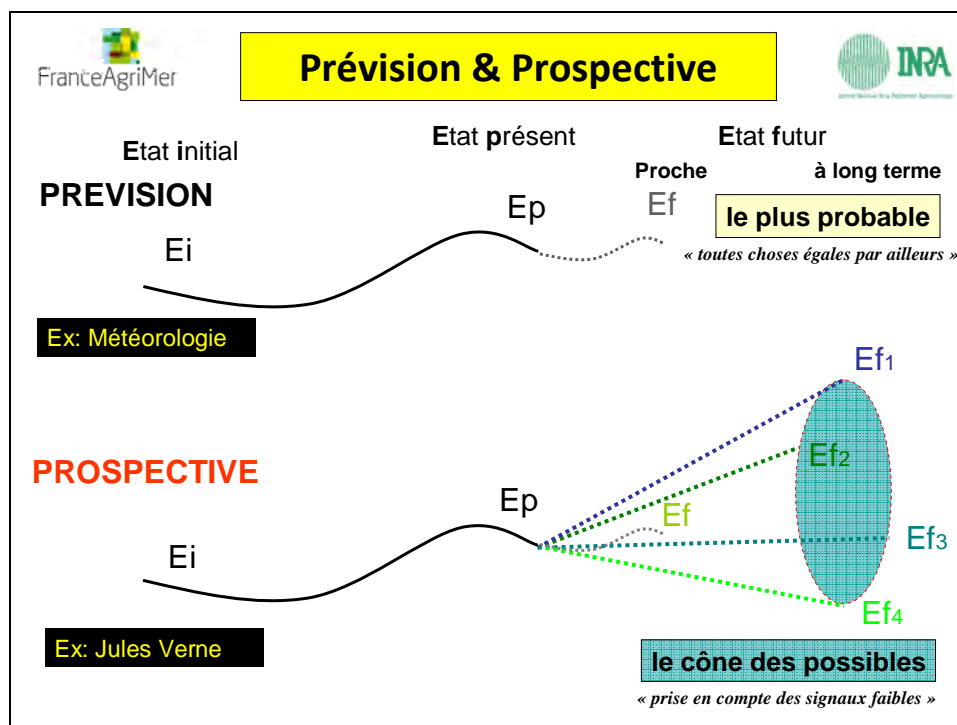 FranceAgriMer
Prévision & Prospective
INRA
Etat initial
Etat présent
Etat futur
Proche
à long terme
PREVISION
Ei
Ep
Ef
le plus probable
« toutes choses égales par ailleurs »
Ex: Météorologie
PROSPECTIVE
Ei
Ep
Ef
Ef1
Ef2
Ef3
Ef4
Ex: Jules Verne
le cône des possibles
« prise en compte des signaux faibles »